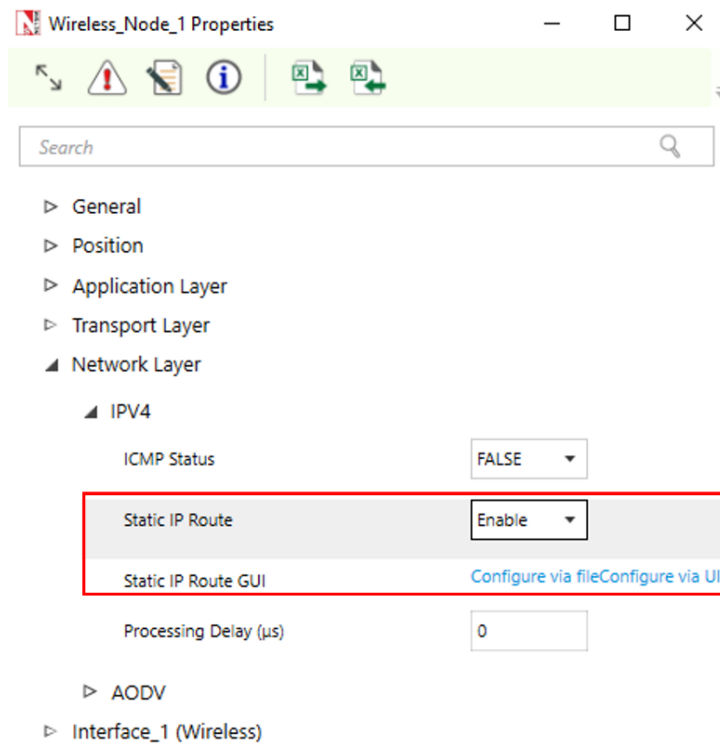 Wireless_Node_1 Properties
Search
General
Position
Application Layer
Transport Layer
Network Layer
IPV4
ICMP Status FALSE
Static IP Route Enable
Static IP Route GUI Configure via fileConfigure via UI
Processing Delay (µs) 0
AODV
Interface_1 (Wireless)